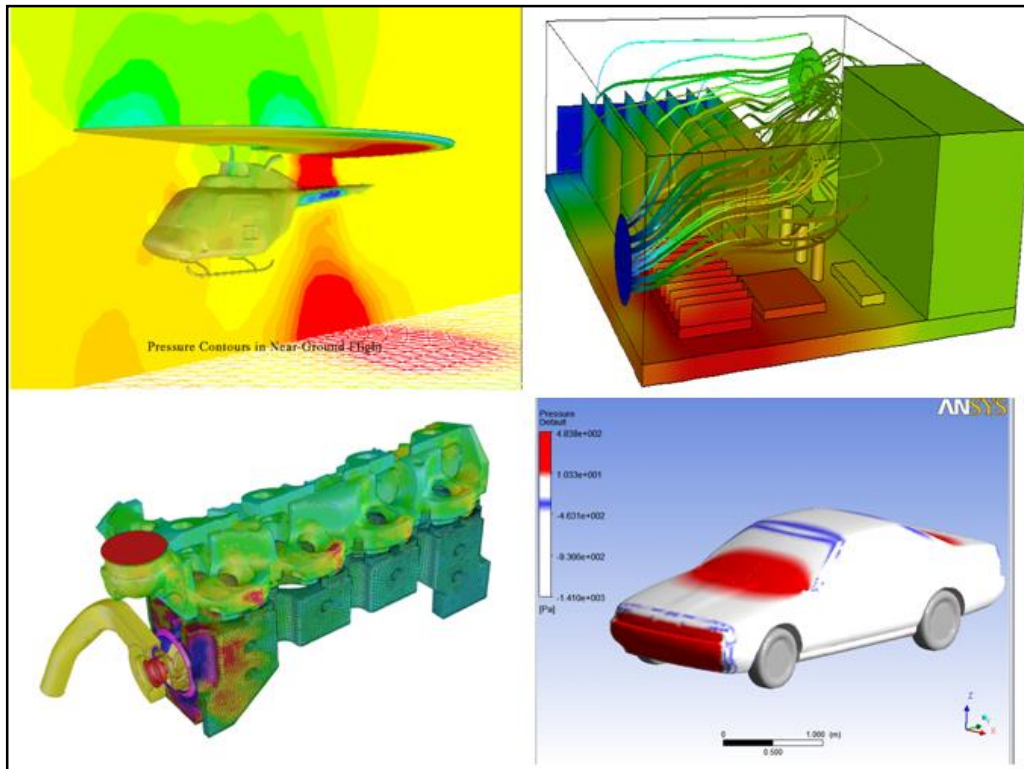 Pressure Contours in Near-Ground Flight
ANSYS
Pressure
Default
4.838e+002
1.033e+001
-4.631e+002
-9.366e+002
-1.410e+003
[Pa]
Z
Y
X
0
1.000 (m)
0.500